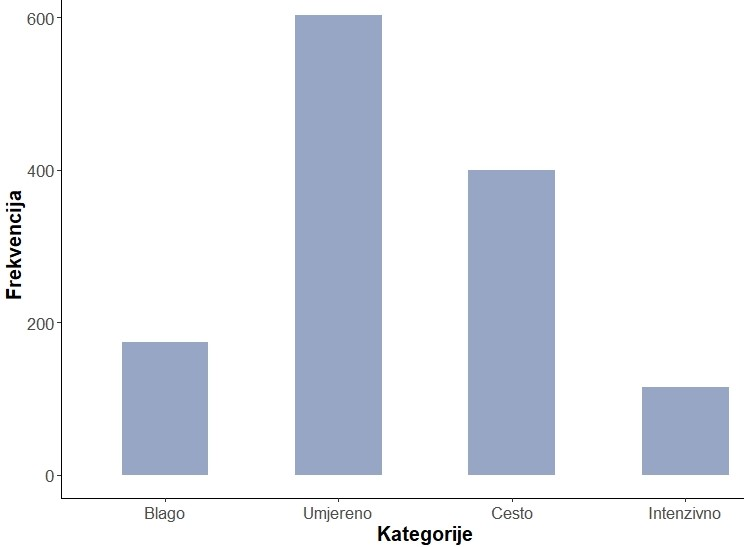 600
400
200
0
Frekvencija
Blago Umjereno Cesto Intenzivno
Kategorije